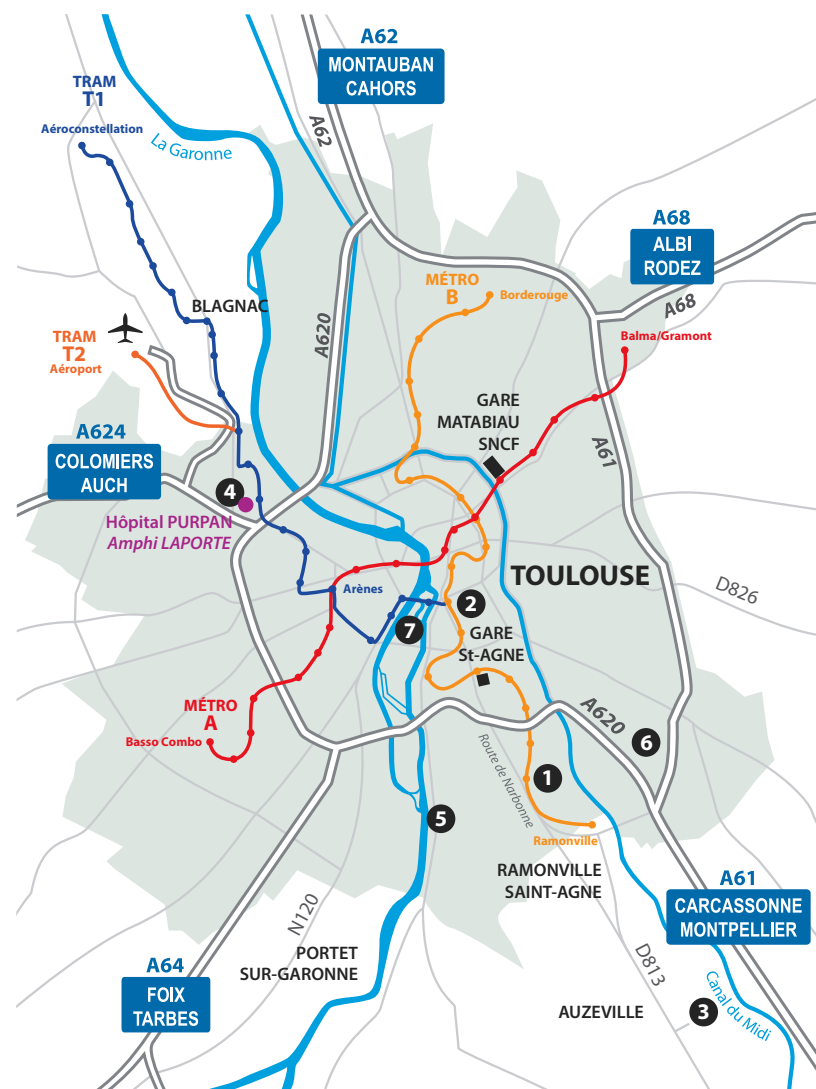 A62
MONTAUBAN
CAHORS
TRAM
T1
Aéroconstellation
La Garonne
A62
A68
ALBI
RODEZ
MÉTRO
B
Borderouge
A68
BLAGNAC
TRAM
T2
Aéroport
A620
Balma/Gramont
GARE
MATABIAU
SNCF
A61
A624
COLOMIERS
AUCH
4
Hôpital PURPAN
Amphi LAPORTE
TOULOUSE
D826
Arènes
2
7
GARE
St-AGNE
MÉTRO
A
Basso Combo
A620
6
Route de Narbonne
1
5
Ramonville
RAMONVILLE
SAINT-AGNE
A61
CARCASSONNE
MONTPELLIER
N120
PORTET
SUR-GARONNE
A64
FOIX
TARBES
D813
Canal du Midi
AUZEVILLE
3